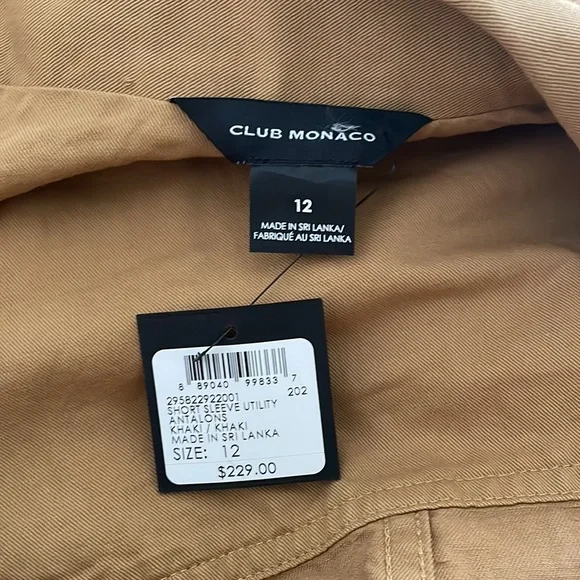 CLUB MONACO
12
MADE IN SRI LANKA/
FABRIQUÉ AU SRI LANKA
8 89040 99833 7
295822922001 202
SHORT SLEEVE UTILITY
ANTALONS
KHAKI / KHAKI
MADE IN SRI LANKA
SIZE: 12
$229.00